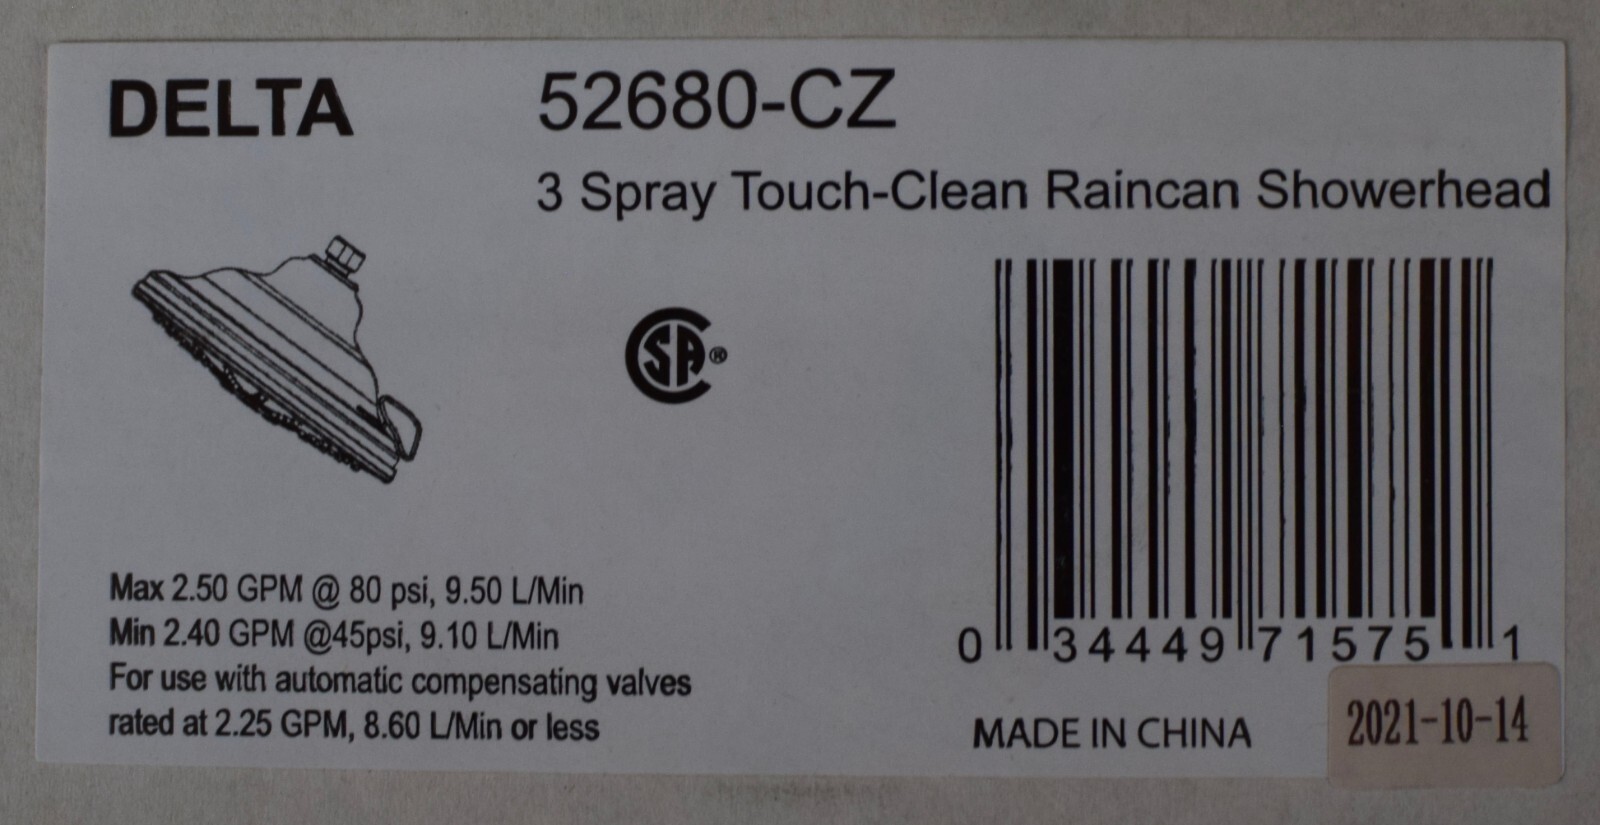 DELTA
52680-CZ
3 Spray Touch-Clean Raincan Showerhead
CSA®
Max 2.50 GPM @ 80 psi, 9.50 L/Min
Min 2.40 GPM @45psi, 9.10 L/Min
For use with automatic compensating valves
rated at 2.25 GPM, 8.60 L/Min or less
0 34449 71575 1
MADE IN CHINA
2021-10-14